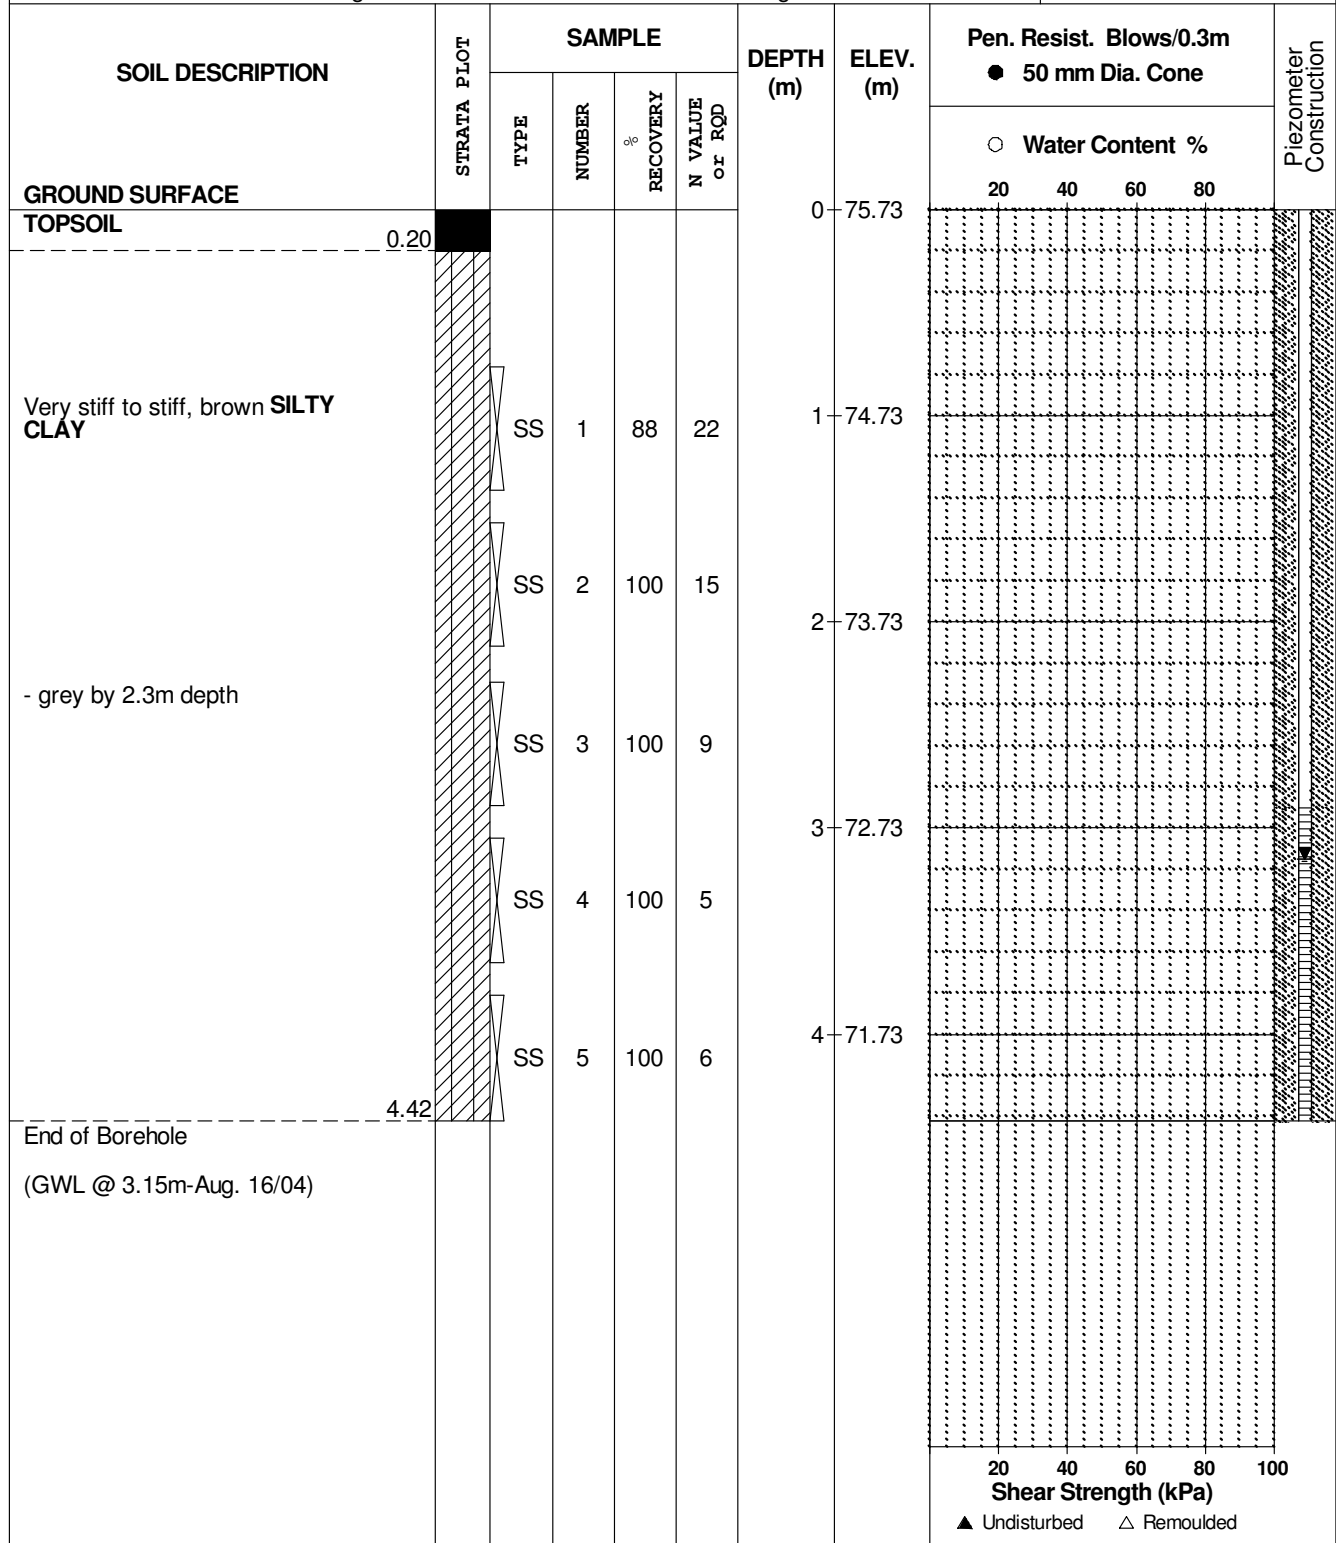 SOIL DESCRIPTION
GROUND SURFACE
STRATA PLOT
SAMPLE
TYPE
NUMBER
%
RECOVERY
N VALUE
or RQD
DEPTH
(m)
ELEV.
(m)
Pen. Resist. Blows/0.3m
● 50 mm Dia. Cone
○ Water Content %
20 40 60 80
Piezometer
Construction
TOPSOIL
0.20
0 75.73
Very stiff to stiff, brown SILTY
CLAY
SS 1 88 22
1 74.73
SS 2 100 15
2 73.73
- grey by 2.3m depth
SS 3 100 9
3 72.73
SS 4 100 5
4 71.73
SS 5 100 6
4.42
End of Borehole
(GWL @ 3.15m-Aug. 16/04)
20 40 60 80 100
Shear Strength (kPa)
▲ Undisturbed △ Remoulded